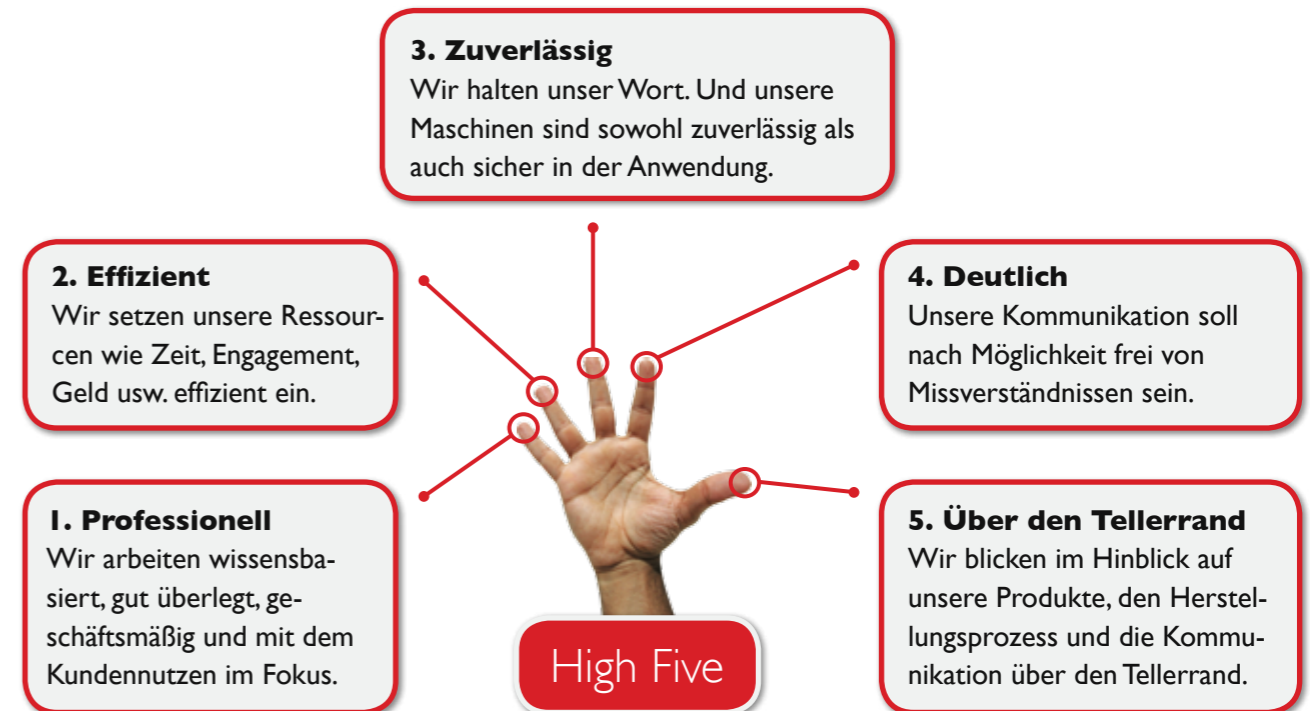 3. Zuverlässig
Wir halten unser Wort. Und unsere
Maschinen sind sowohl zuverlässig als
auch sicher in der Anwendung.
2. Effizient
Wir setzen unsere Ressour-
cen wie Zeit, Engagement,
Geld usw. effizient ein.
4. Deutlich
Unsere Kommunikation soll
nach Möglichkeit frei von
Missverständnissen sein.
1. Professionell
Wir arbeiten wissensba-
siert, gut überlegt, ge-
schäftsmäßig und mit dem
Kundennutzen im Fokus.
5. Über den Tellerrand
Wir blicken im Hinblick auf
unsere Produkte, den Herstel-
lungsprozess und die Kommu-
nikation über den Tellerrand.
High Five